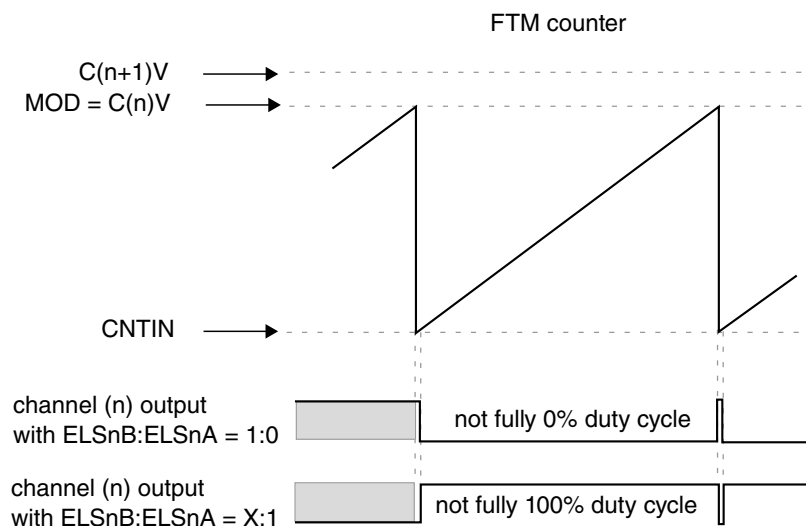 FTM counter
C(n+1)V
MOD = C(n)V
CNTIN
channel (n) output
with ELSnB:ELSnA = 1:0
not fully 0% duty cycle
channel (n) output
with ELSnB:ELSnA = X:1
not fully 100% duty cycle